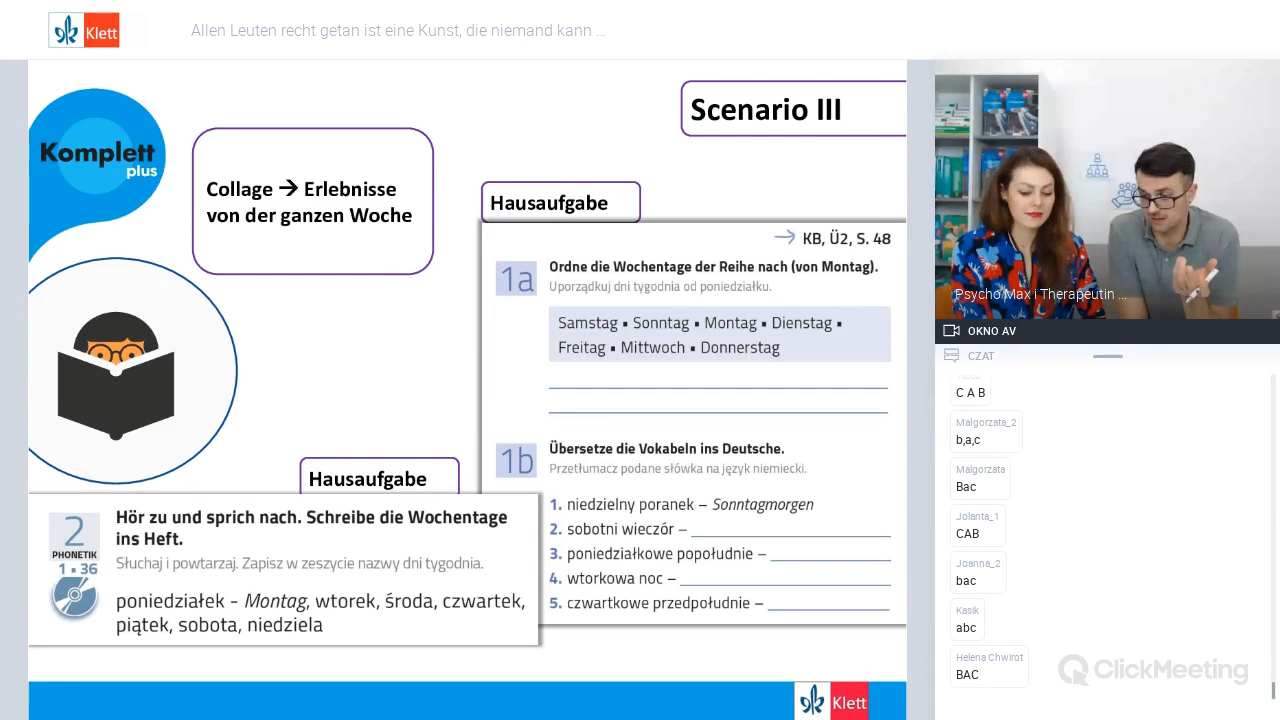 Klett
Allen Leuten recht getan ist eine Kunst, die niemand kann ...
Komplett
plus
Collage → Erlebnisse
von der ganzen Woche
Scenario III
Hausaufgabe
→ KB, Ü2, S. 48
1a
Ordne die Wochentage der Reihe nach (von Montag).
Uporządkuj dni tygodnia od poniedziałku.
Samstag ▪ Sonntag ▪ Montag ▪ Dienstag ▪
Freitag ▪ Mittwoch ▪ Donnerstag
1b
Übersetze die Vokabeln ins Deutsche.
Przetłumacz podane słówka na język niemiecki.
1. niedzielny poranek – Sonntagmorgen
2. sobotni wieczór –
3. poniedziałkowe popołudnie –
4. wtorkowa noc –
5. czwartkowe przedpołudnie –
Hausaufgabe
2
PHONETIK
1 ▪ 36
Hör zu und sprich nach. Schreibe die Wochentage
ins Heft.
Słuchaj i powtarzaj. Zapisz w zeszycie nazwy dni tygodnia.
poniedziałek - Montag, wtorek, środa, czwartek,
piątek, sobota, niedziela
Klett
Psycho Max i Therapeutin ...
OKNO AV
CZAT
C A B
Małgorzata_2
b,a,c
Malgorzata
Bac
Jolanta_1
CAB
Joanna_2
bac
Kasik
abc
Helena Chwirot
BAC
ClickMeeting